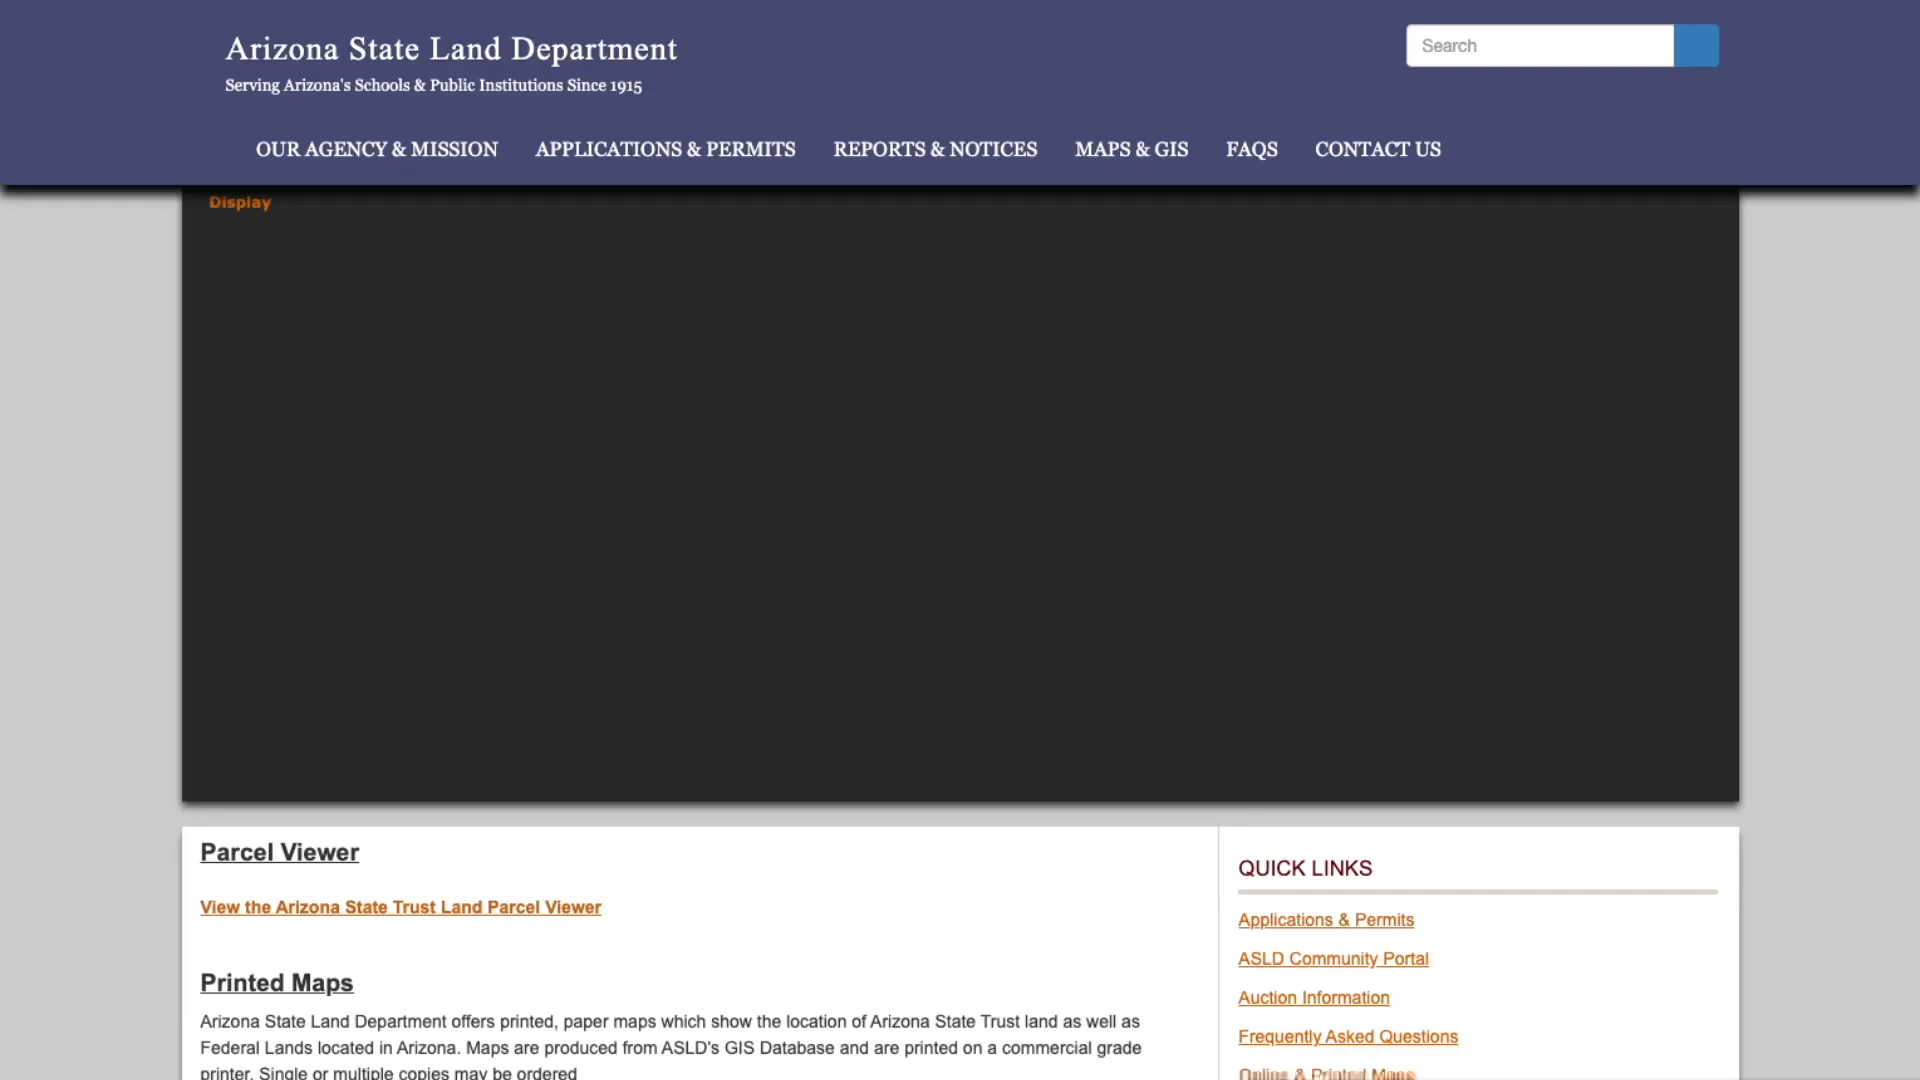 Arizona State Land Department
Serving Arizona's Schools & Public Institutions Since 1915
Search
OUR AGENCY & MISSION APPLICATIONS & PERMITS REPORTS & NOTICES MAPS & GIS FAQS CONTACT US
Display
Parcel Viewer
View the Arizona State Trust Land Parcel Viewer
Printed Maps
Arizona State Land Department offers printed, paper maps which show the location of Arizona State Trust land as well as
Federal Lands located in Arizona. Maps are produced from ASLD's GIS Database and are printed on a commercial grade
printer. Single or multiple copies may be ordered
QUICK LINKS
Applications & Permits
ASLD Community Portal
Auction Information
Frequently Asked Questions
Online & Printed Maps